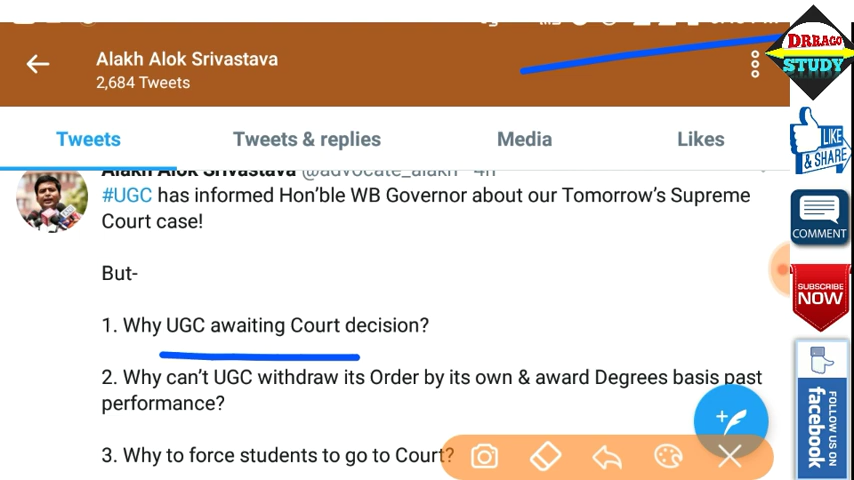 DRRAGO
STUDY
Alakh Alok Srivastava
2,684 Tweets
Tweets
Tweets & replies
Media
Likes
LIKE
& SHARE
Alakh Alok Srivastava @advocate_alakh · 4h
#UGC has informed Hon'ble WB Governor about our Tomorrow's Supreme
Court case!
COMMENT
But-
SUBSCRIBE
NOW
1. Why UGC awaiting Court decision?
2. Why can't UGC withdraw its Order by its own & award Degrees basis past
performance?
3. Why to force students to go to Court?
FOLLOW US ON
facebook